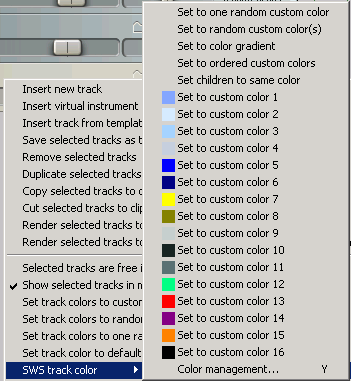 Insert new track
Insert virtual instrument
Insert track from templat
Save selected tracks as t
Remove selected tracks
Duplicate selected tracks
Copy selected tracks to c
Cut selected tracks to clip
Render selected tracks to
Render selected tracks to
Selected tracks are free i
Show selected tracks in m
Set track colors to custom
Set track colors to random
Set track colors to one ra
Set track color to default
SWS track color
Set to one random custom color
Set to random custom color(s)
Set to color gradient
Set to ordered custom colors
Set children to same color
Set to custom color 1
Set to custom color 2
Set to custom color 3
Set to custom color 4
Set to custom color 5
Set to custom color 6
Set to custom color 7
Set to custom color 8
Set to custom color 9
Set to custom color 10
Set to custom color 11
Set to custom color 12
Set to custom color 13
Set to custom color 14
Set to custom color 15
Set to custom color 16
Color management... Y